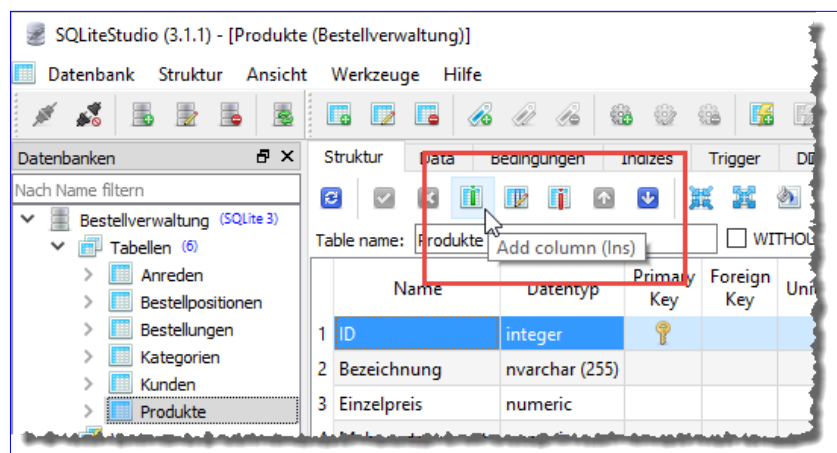 SQLiteStudio (3.1.1) - [Produkte (Bestellverwaltung)]
Datenbank Struktur Ansicht Werkzeuge Hilfe
Datenbanken
Nach Name filtern
Bestellverwaltung (SQLite 3)
Tabellen (6)
Anreden
Bestellpositionen
Bestellungen
Kategorien
Kunden
Produkte
Struktur Data Bedingungen Indizes Trigger DD
Table name: Produkte WITHOU
Add column (Ins)
Name Datentyp Primary Key Foreign Key Uni
1 ID integer
2 Bezeichnung nvarchar (255)
3 Einzelpreis numeric